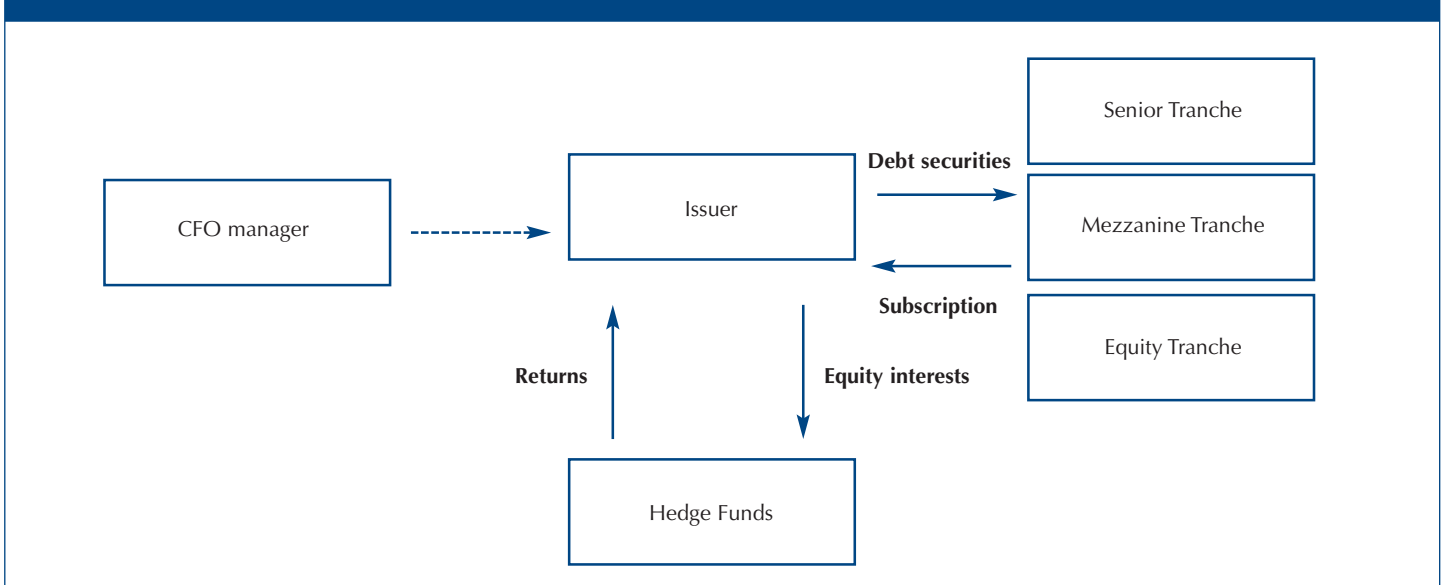 Senior Tranche
Debt securities
CFO manager
Issuer
Mezzanine Tranche
Subscription
Equity Tranche
Returns
Equity interests
Hedge Funds